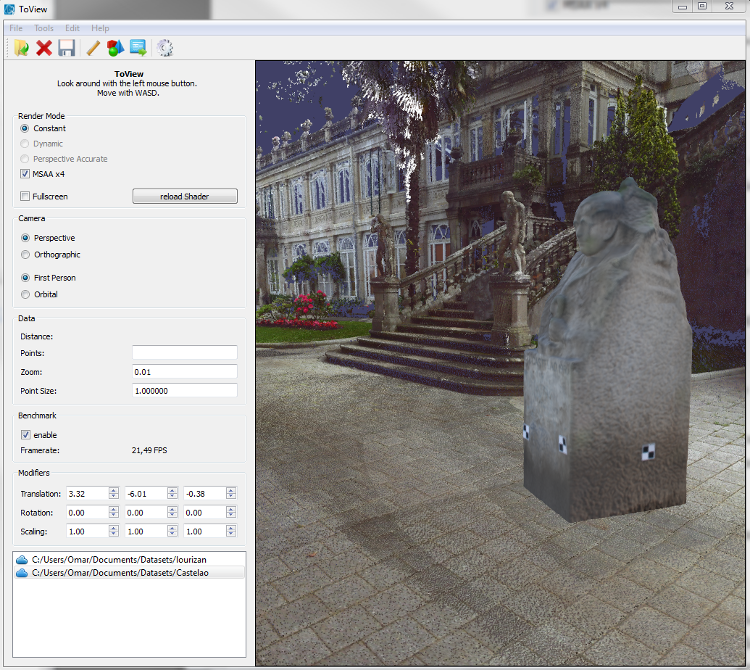 ToView
MSAA x4
File Tools Edit Help
ToView
Look around with the left mouse button.
Move with WASD.
Render Mode
Constant
Dynamic
Perspective Accurate
MSAA x4
Fullscreen
reload Shader
Camera
Perspective
Orthographic
First Person
Orbital
Data
Distance:
Points:
Zoom: 0.01
Point Size: 1.000000
Benchmark
enable
Framerate: 21,49 FPS
Modifiers
Translation: 3.32 -6.01 -0.38
Rotation: 0.00 0.00 0.00
Scaling: 1.00 1.00 1.00
C:/Users/Omar/Documents/Datasets/lourizan
C:/Users/Omar/Documents/Datasets/Castelao